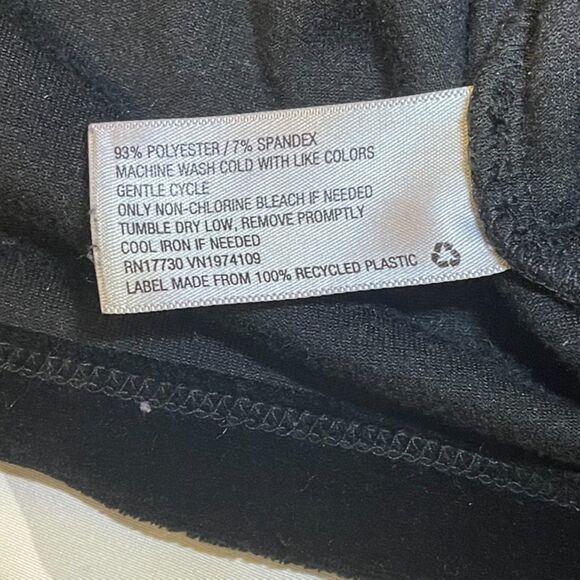 93% POLYESTER / 7% SPANDEX
MACHINE WASH COLD WITH LIKE COLORS
GENTLE CYCLE
ONLY NON-CHLORINE BLEACH IF NEEDED
TUMBLE DRY LOW, REMOVE PROMPTLY
COOL IRON IF NEEDED
RN17730 VN1974109
LABEL MADE FROM 100% RECYCLED PLASTIC